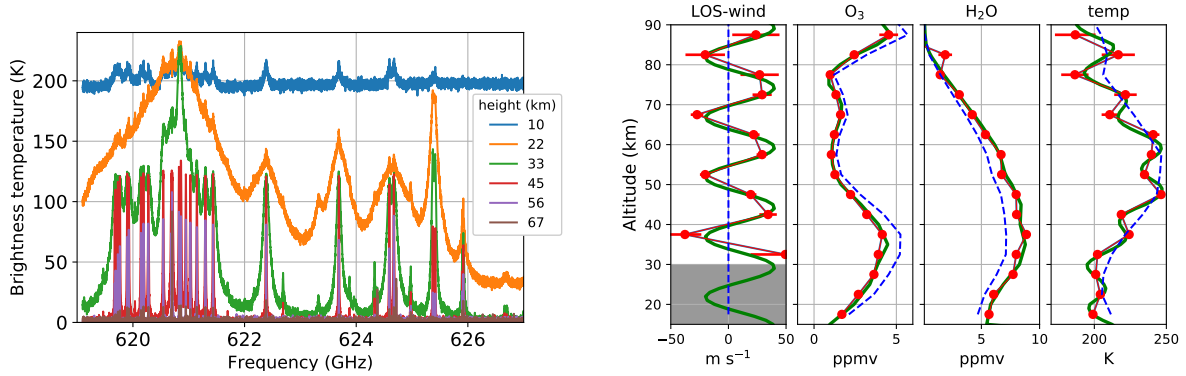 Brightness temperature (K)
200
150
100
50
0
620
622
624
626
Frequency (GHz)
height (km)
10
22
33
45
56
67
LOS-wind
O₃
H₂O
temp
Altitude (km)
90
80
70
60
50
40
30
20
−50
0
50
0
5
0
10
200
250
m s⁻¹
ppmv
ppmv
K